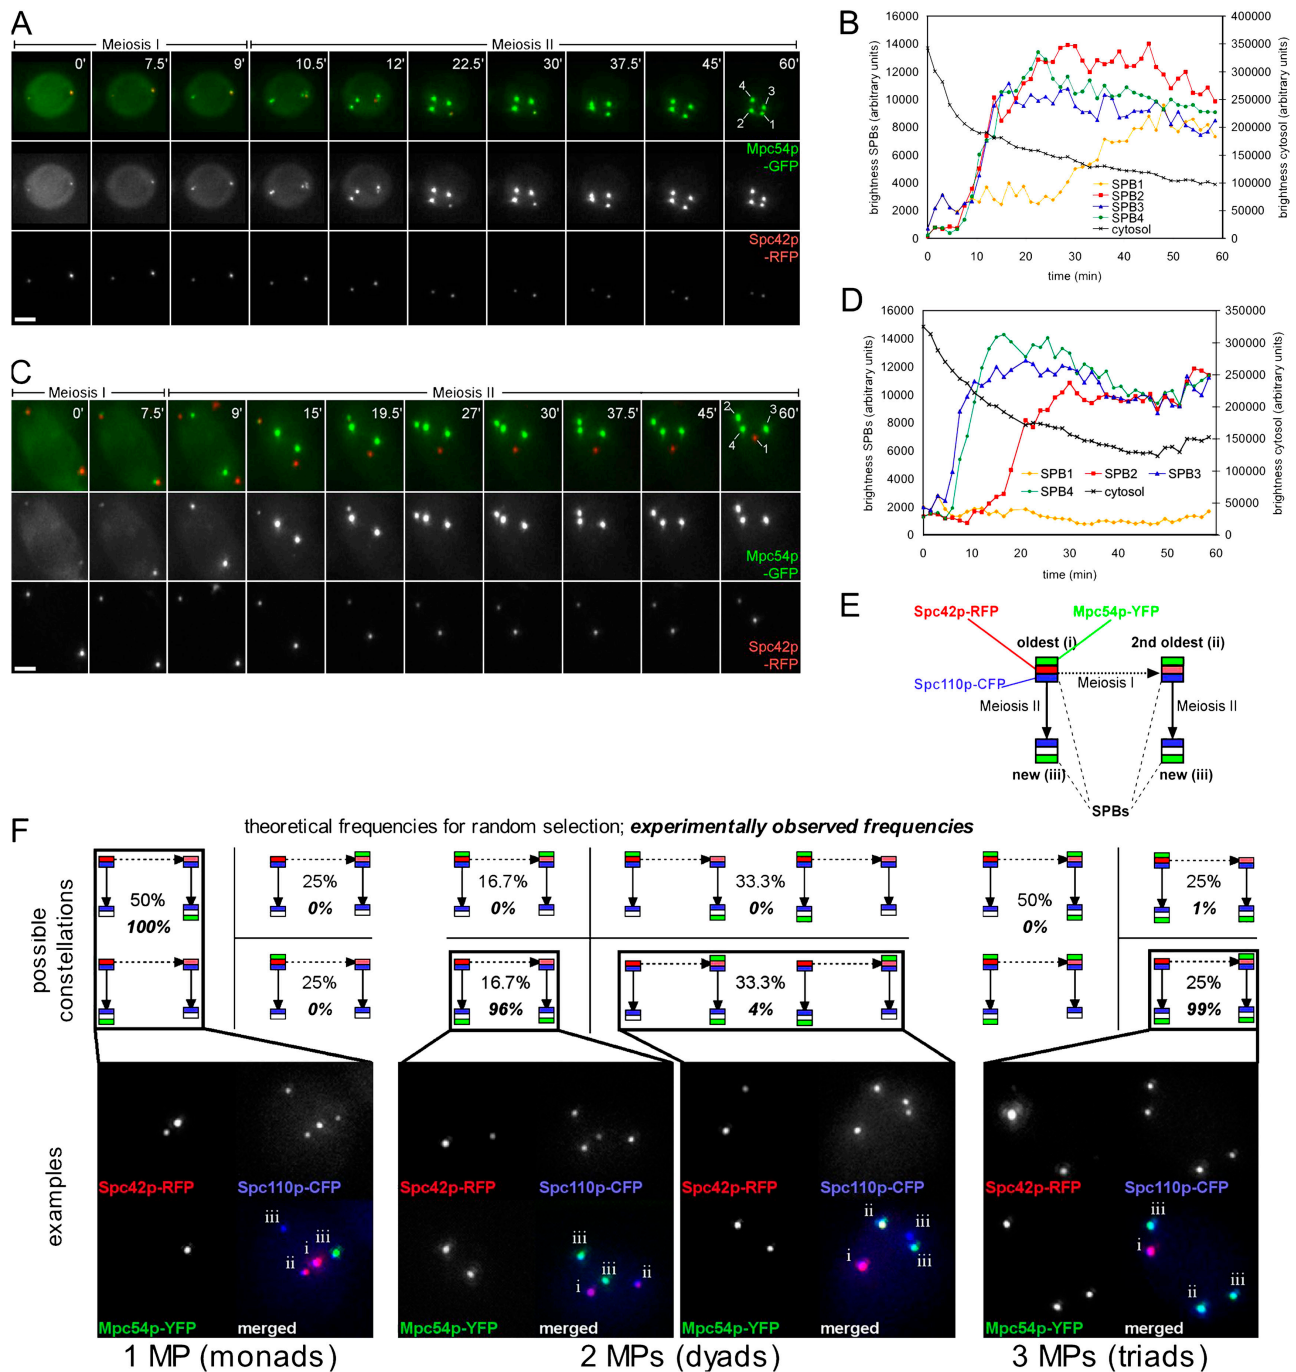 A
Meiosis I
Meiosis II
0'
7.5'
9'
10.5'
12'
22.5'
30'
37.5'
45'
60'
4
3
2
1
Mpc54p
-GFP
Spc42p
-RFP
B
brightness SPBs (arbitrary units)
16000
14000
12000
10000
8000
6000
4000
2000
0
400000
350000
300000
250000
200000
150000
100000
50000
0
brightness cytosol (arbitrary units)
SPB1
SPB2
SPB3
SPB4
cytosol
0 10 20 30 40 50 60
time (min)
C
Meiosis I
Meiosis II
0'
7.5'
9'
15'
19.5'
27'
30'
37.5'
45'
60'
2
3
4
1
Mpc54p
-GFP
Spc42p
-RFP
D
brightness SPBs (arbitrary units)
16000
14000
12000
10000
8000
6000
4000
2000
0
350000
300000
250000
200000
150000
100000
50000
0
brightness cytosol (arbitrary units)
SPB1 SPB2 SPB3
SPB4 cytosol
0 10 20 30 40 50 60
time (min)
E
Spc42p-RFP
Mpc54p-YFP
oldest (i)
2nd oldest (ii)
Spc110p-CFP
Meiosis I
Meiosis II
Meiosis II
new (iii)
new (iii)
SPBs
F
theoretical frequencies for random selection; experimentally observed frequencies
possible
constellations
50%
100%
25%
0%
25%
0%
16.7%
0%
33.3%
0%
16.7%
96%
33.3%
4%
50%
0%
25%
1%
25%
99%
examples
Spc42p-RFP
Spc110p-CFP
iii
i
iii
ii
Mpc54p-YFP
merged
Spc42p-RFP
Spc110p-CFP
iii
i
iii
ii
Mpc54p-YFP
merged
Spc42p-RFP
Spc110p-CFP
ii
iii
i
iii
Mpc54p-YFP
merged
Spc42p-RFP
Spc110p-CFP
iii
i
ii
iii
Mpc54p-YFP
merged
1 MP (monads)
2 MPs (dyads)
3 MPs (triads)